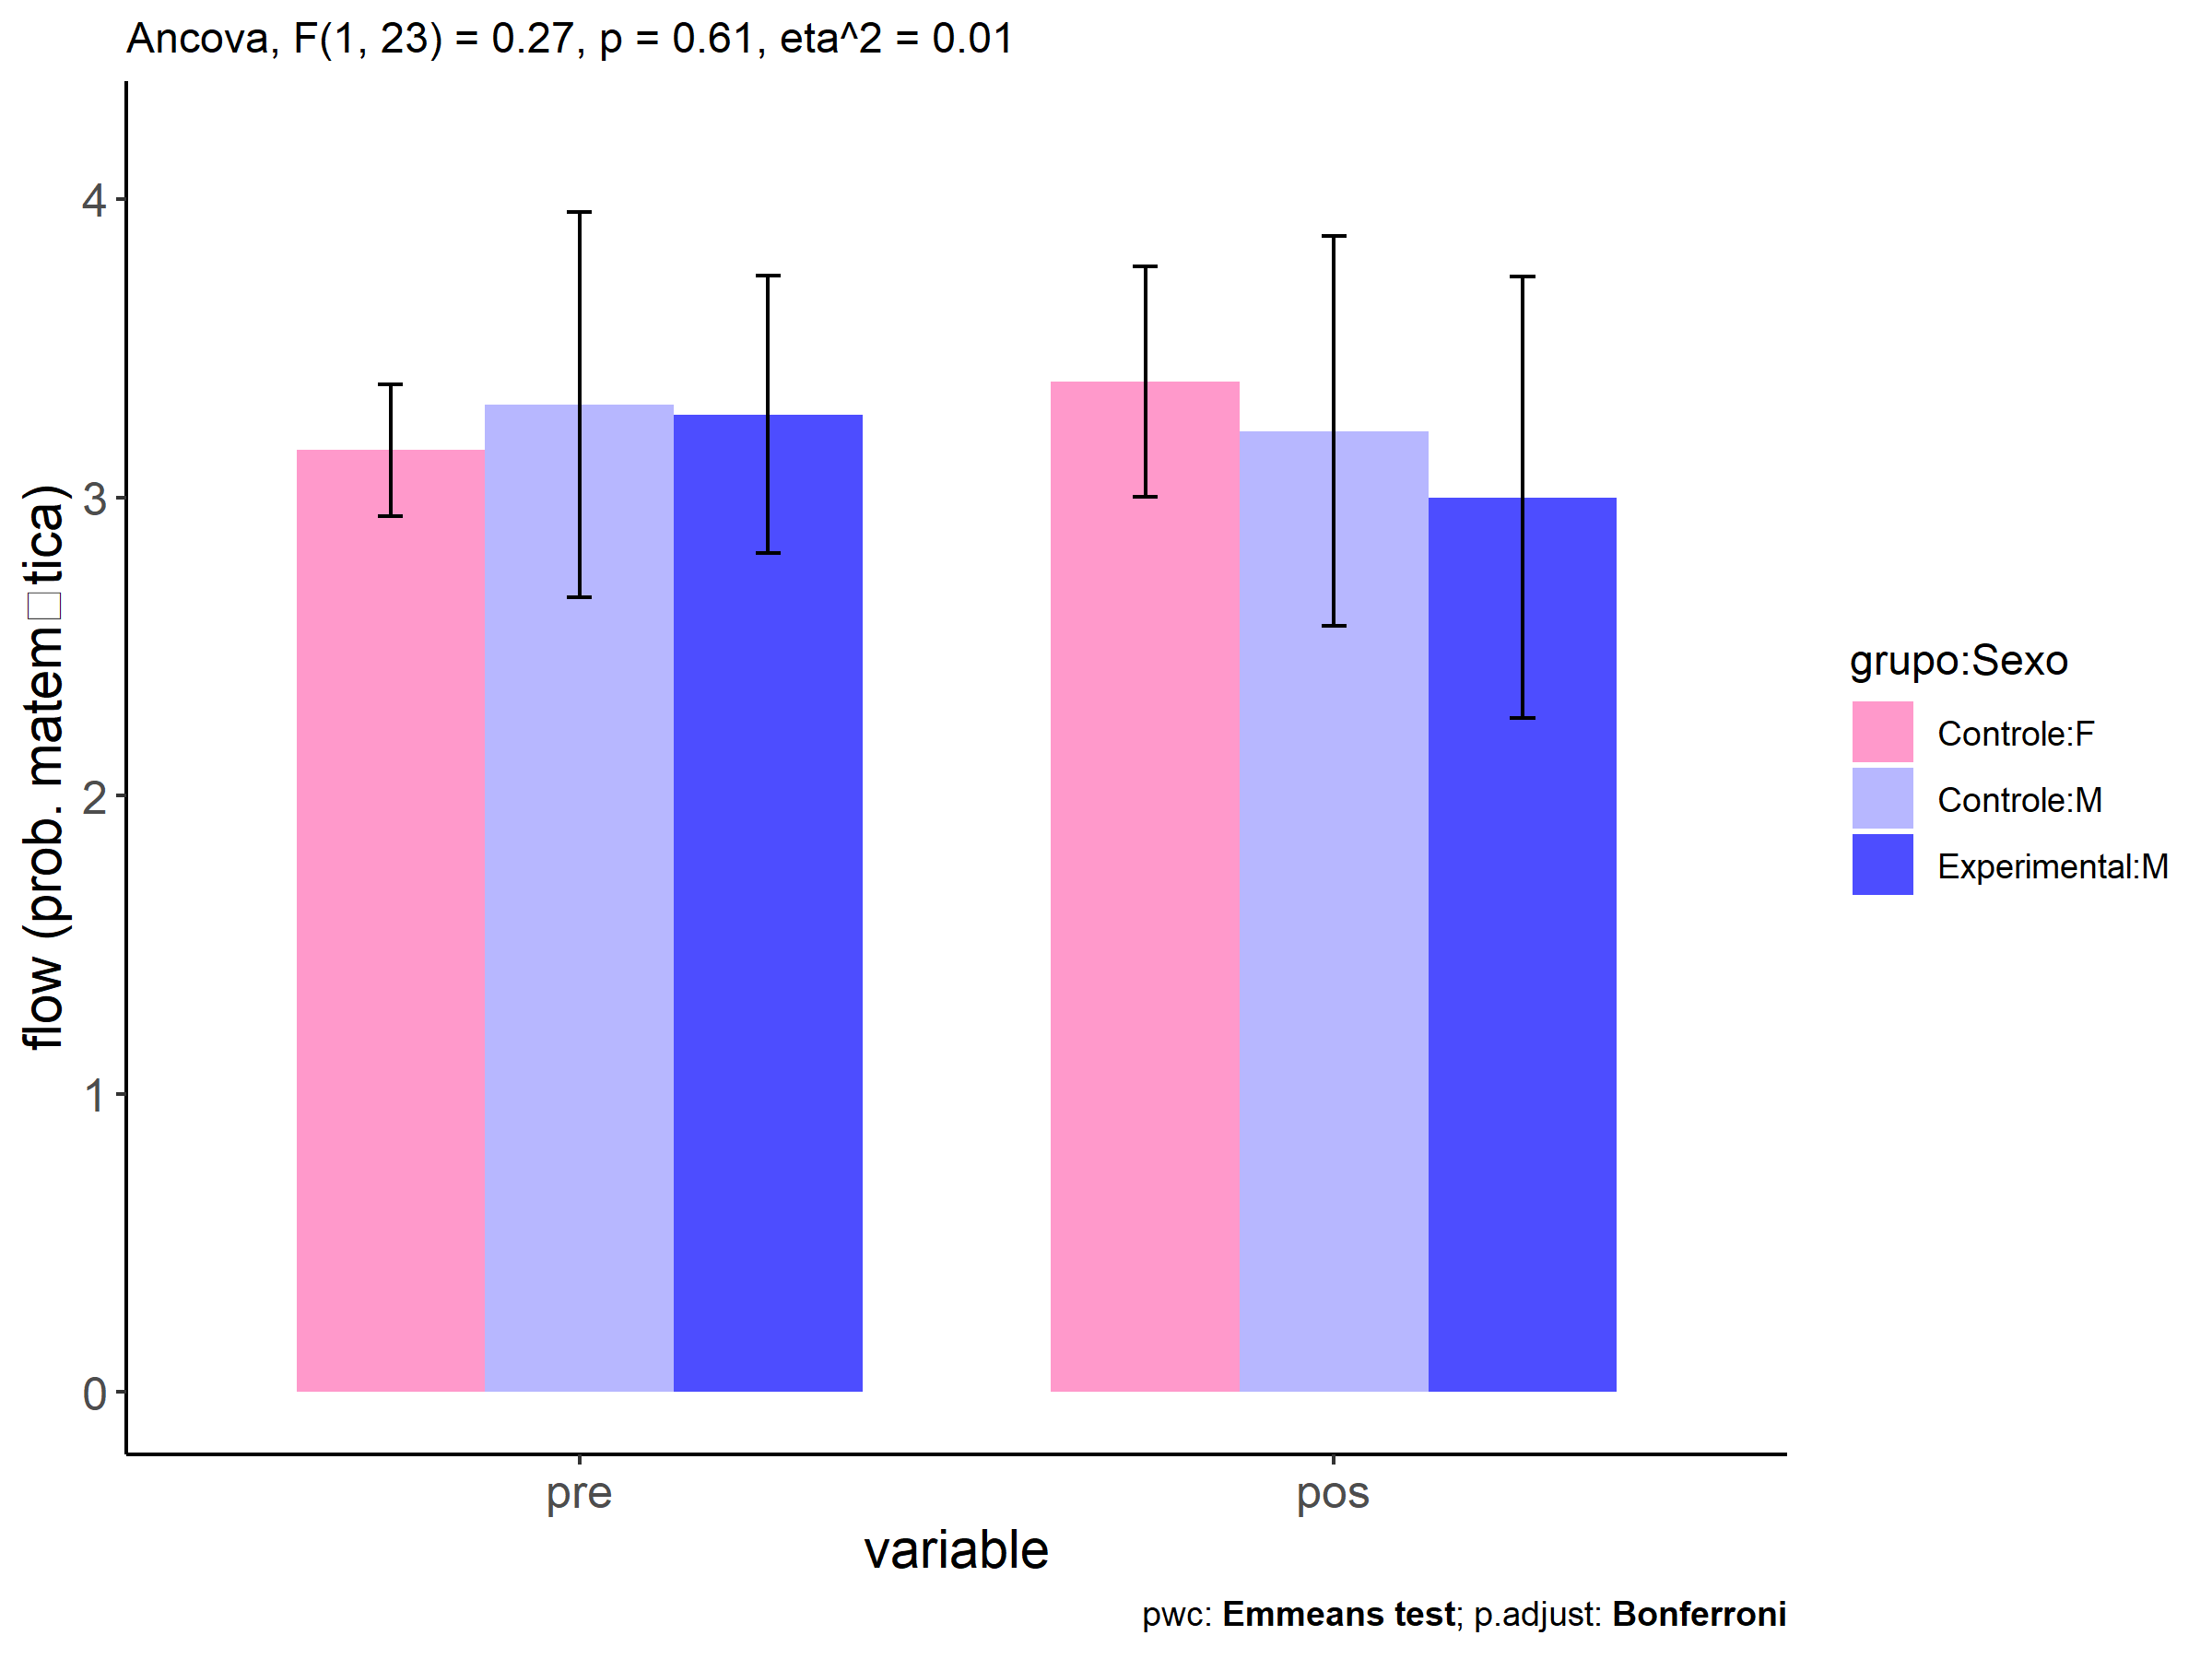 Ancova, F(1, 23) = 0.27, p = 0.61, eta^2 = 0.01
flow (prob. matem□tica)
4
3
2
1
0
pre
pos
variable
grupo:Sexo
Controle:F
Controle:M
Experimental:M
pwc: Emmeans test; p.adjust: Bonferroni